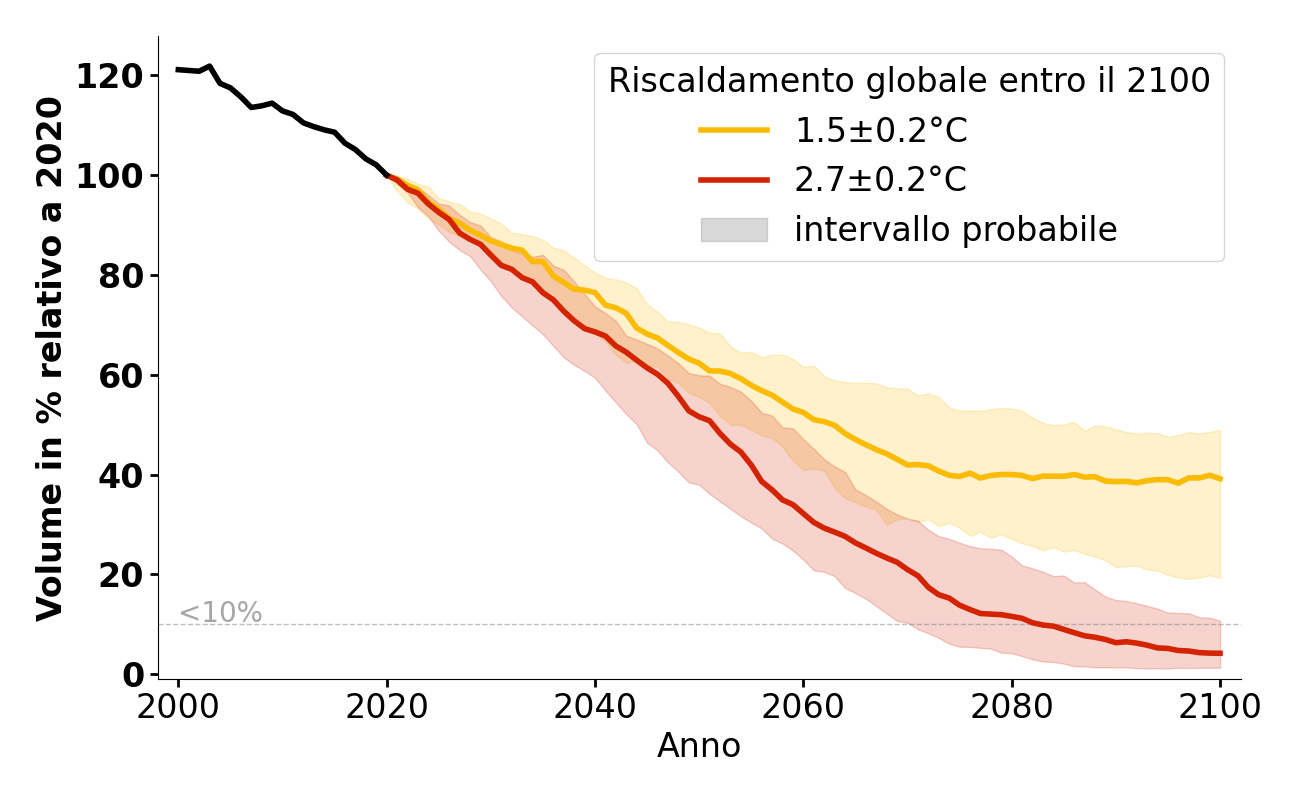 Volume in % relativo a 2020
120
100
80
60
40
20
0
Riscaldamento globale entro il 2100
1.5±0.2°C
2.7±0.2°C
intervallo probabile
<10%
2000 2020 2040 2060 2080 2100
Anno